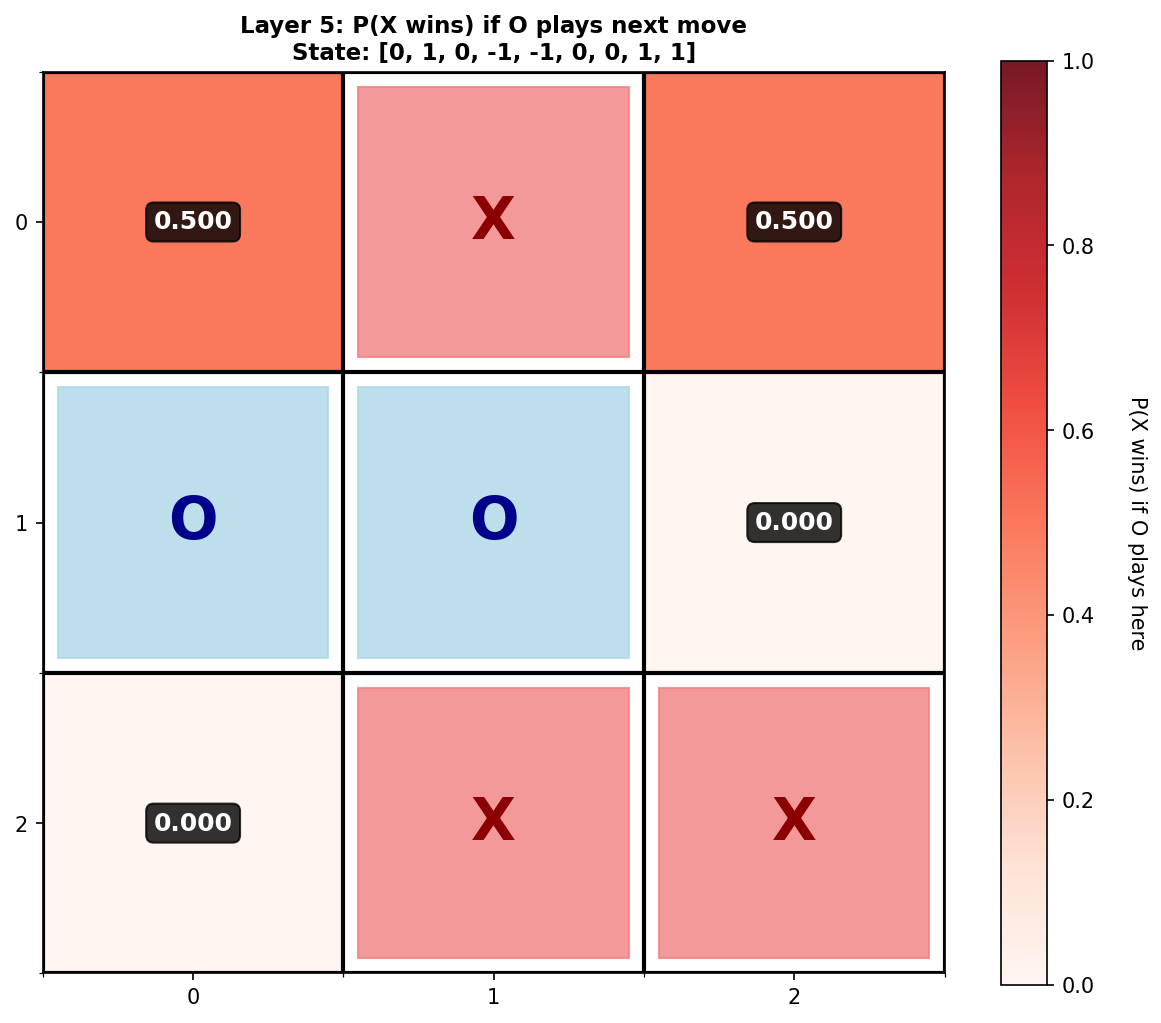 Layer 5: P(X wins) if O plays next move
State: [0, 1, 0, -1, -1, 0, 0, 1, 1]
0.500
X
0.500
O
O
0.000
0.000
X
X
0
1
2
0
1
2
1.0
0.8
0.6
0.4
0.2
0.0
P(X wins) if O plays here